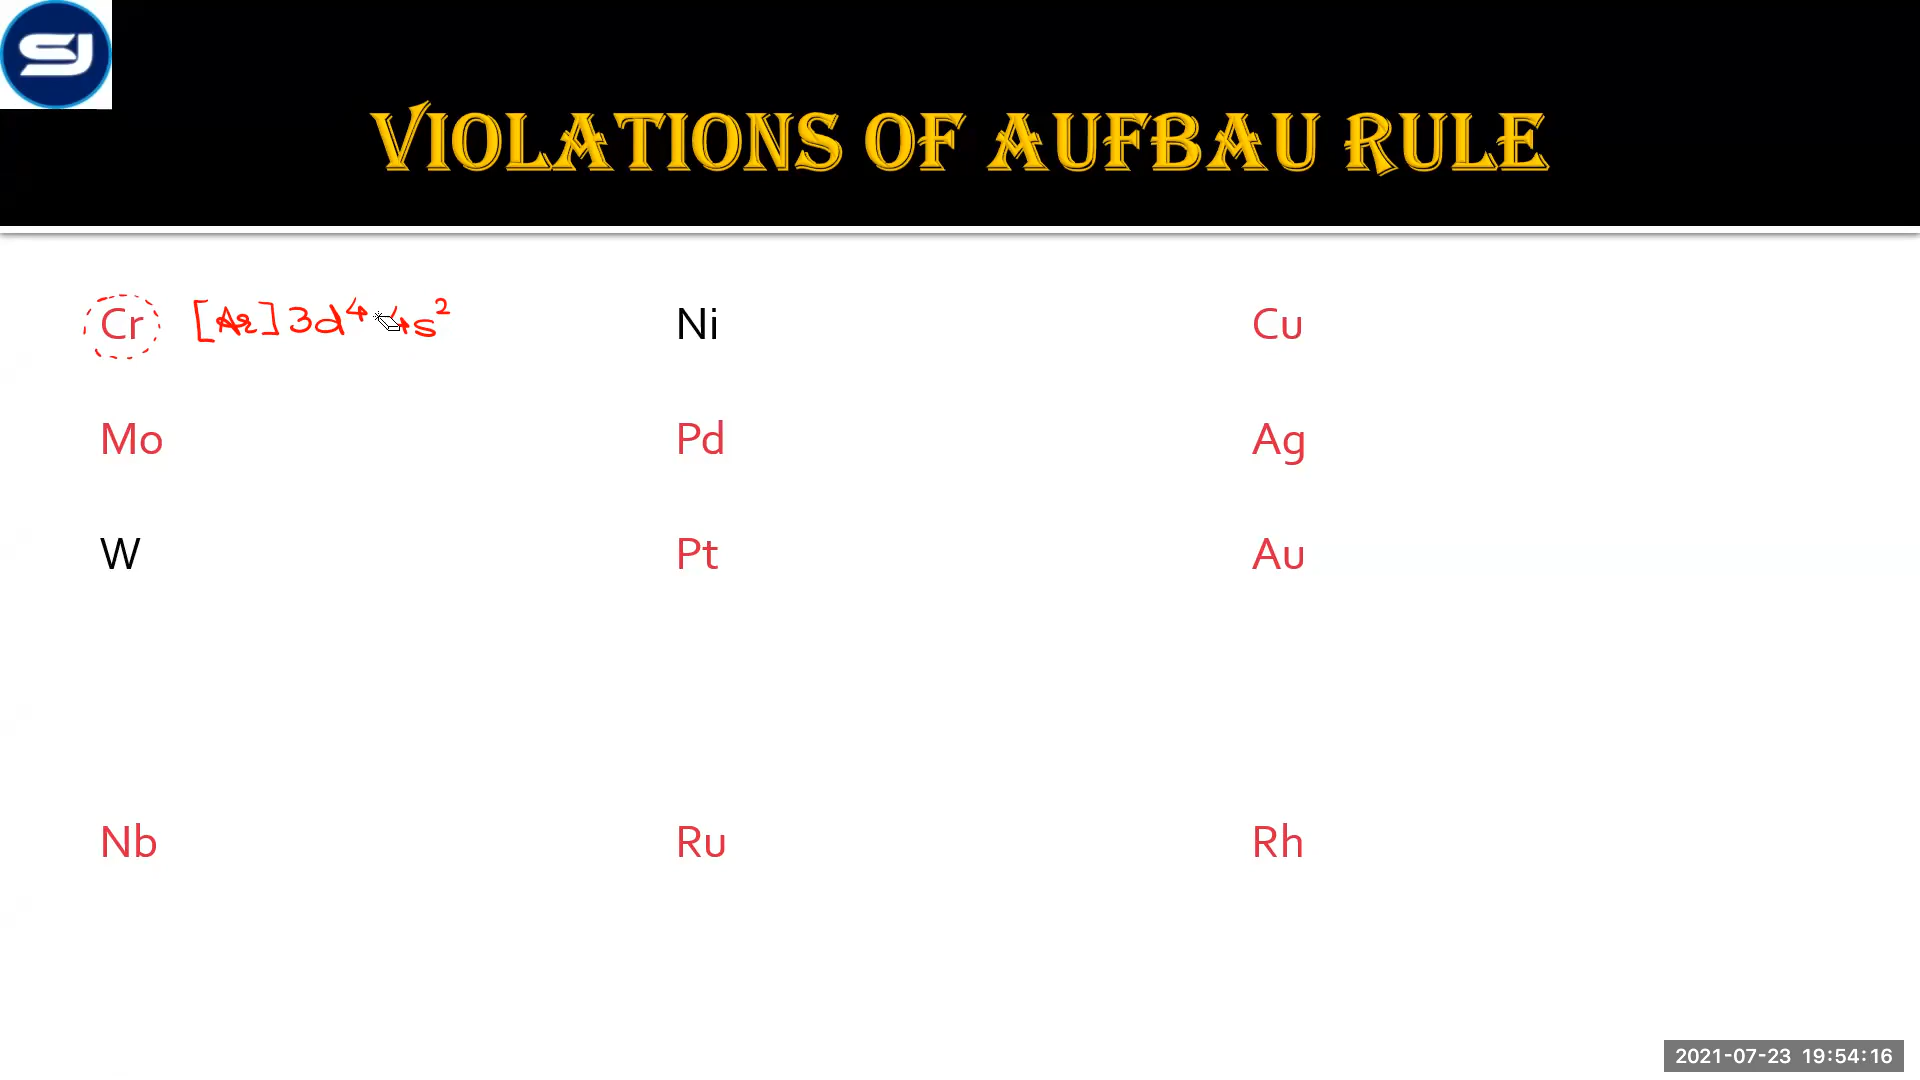 SJ
VIOLATIONS OF AUFBAU RULE
Cr [Ar] 3d⁴ 4s² Ni Cu
Mo Pd Ag
W Pt Au
Nb Ru Rh
2021-07-23 19:54:16